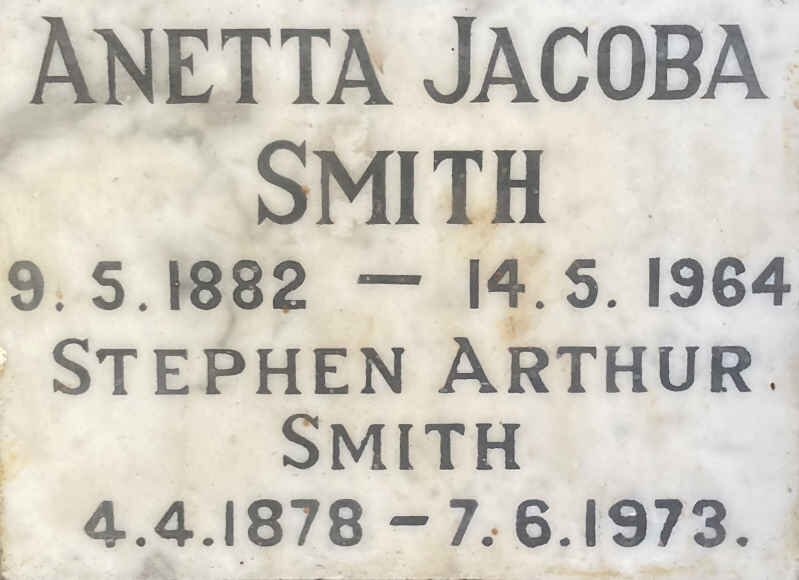 ANETTA JACOBA
SMITH
9.5.1882 — 14.5.1964
STEPHEN ARTHUR
SMITH
4.4.1878 – 7.6.1973.